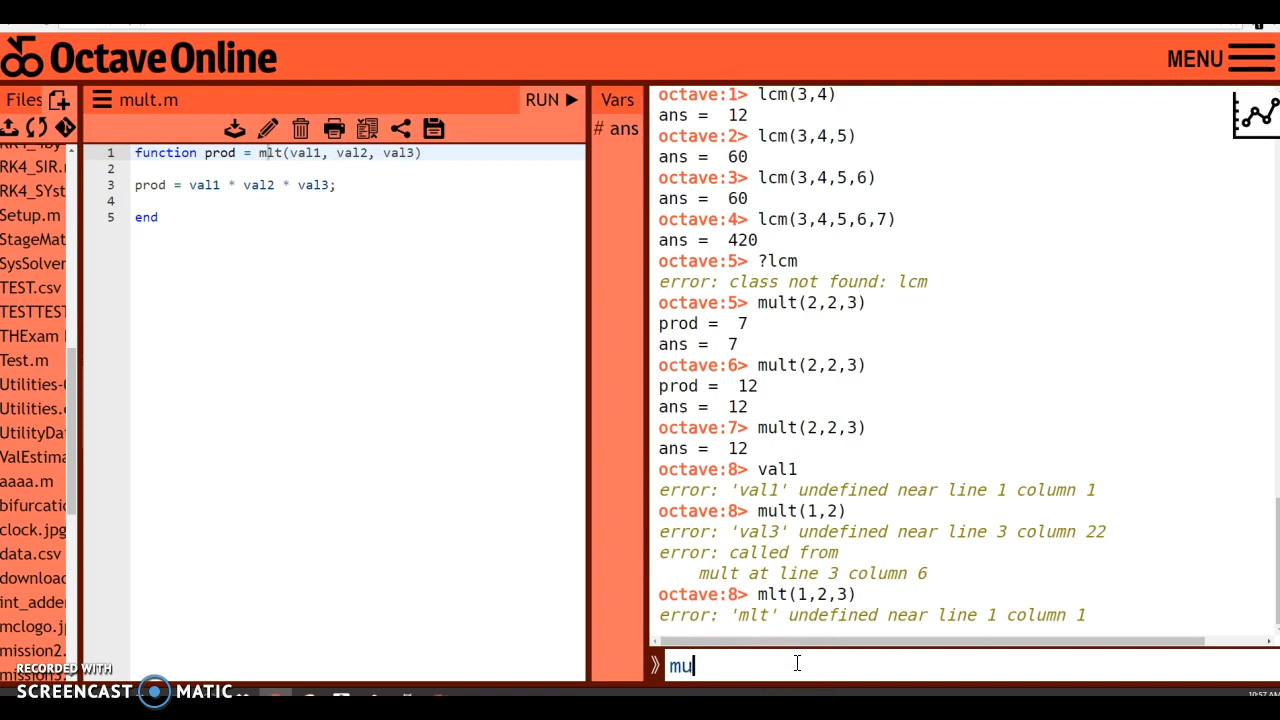 OctaveOnline
MENU
Files
mult.m
RUN
Vars
# ans
RK4_SIR.
RK4_SYst
Setup.m
StageMat
SysSolver
TEST.csv
TESTTEST
THExam
Test.m
Utilities-
Utilities.
UtilityDa
ValEstima
aaaa.m
bifurcatio
clock.jpg
data.csv
download
int_adder
mclogo.j
mission2.
1 function prod = mlt(val1, val2, val3)
2
3 prod = val1 * val2 * val3;
4
5 end
octave:1> lcm(3,4)
ans = 12
octave:2> lcm(3,4,5)
ans = 60
octave:3> lcm(3,4,5,6)
ans = 60
octave:4> lcm(3,4,5,6,7)
ans = 420
octave:5> ?lcm
error: class not found: lcm
octave:5> mult(2,2,3)
prod = 7
ans = 7
octave:6> mult(2,2,3)
prod = 12
ans = 12
octave:7> mult(2,2,3)
ans = 12
octave:8> val1
error: 'val1' undefined near line 1 column 1
octave:8> mult(1,2)
error: 'val3' undefined near line 3 column 22
error: called from
mult at line 3 column 6
octave:8> mlt(1,2,3)
error: 'mlt' undefined near line 1 column 1
» mu
RECORDED WITH
SCREENCAST MATIC